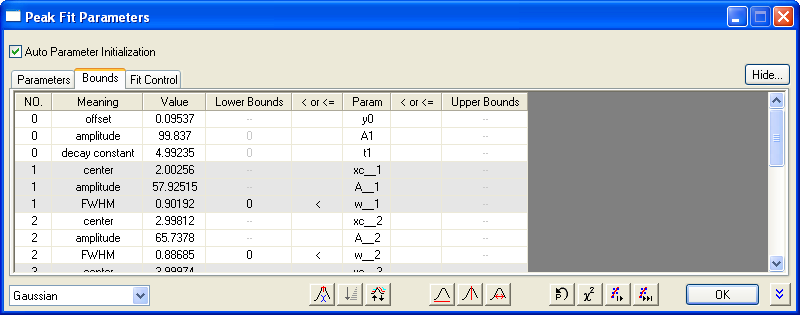 Peak Fit Parameters
Auto Parameter Initialization
Parameters Bounds Fit Control
Hide...
NO. Meaning Value Lower Bounds < or <= Param < or <= Upper Bounds
0 offset 0.09537 -- y0 --
0 amplitude 99.837 0 A1 --
0 decay constant 4.99235 0 t1 --
1 center 2.00256 -- xc__1 --
1 amplitude 57.92515 -- A__1 --
1 FWHM 0.90192 0 < w__1 --
2 center 2.99812 -- xc__2 --
2 amplitude 65.7378 -- A__2 --
2 FWHM 0.88685 0 < w__2 --
3 center 3.99974 -- xc__3 --
Gaussian
P χ² OK